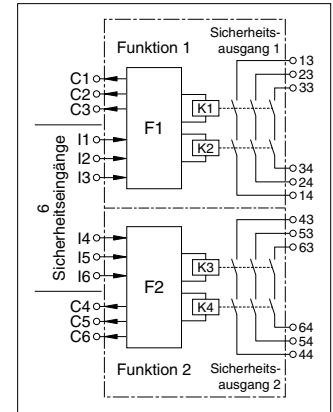 Funktion 1
Sicherheits-
ausgang 1
C1
C2
C3
F1
K1
K2
13
23
33
I1
I2
I3
34
24
14
6
Sicherheitseingänge
I4
I5
I6
F2
K3
K4
43
53
63
C4
C5
C6
64
54
44
Funktion 2
Sicherheits-
ausgang 2